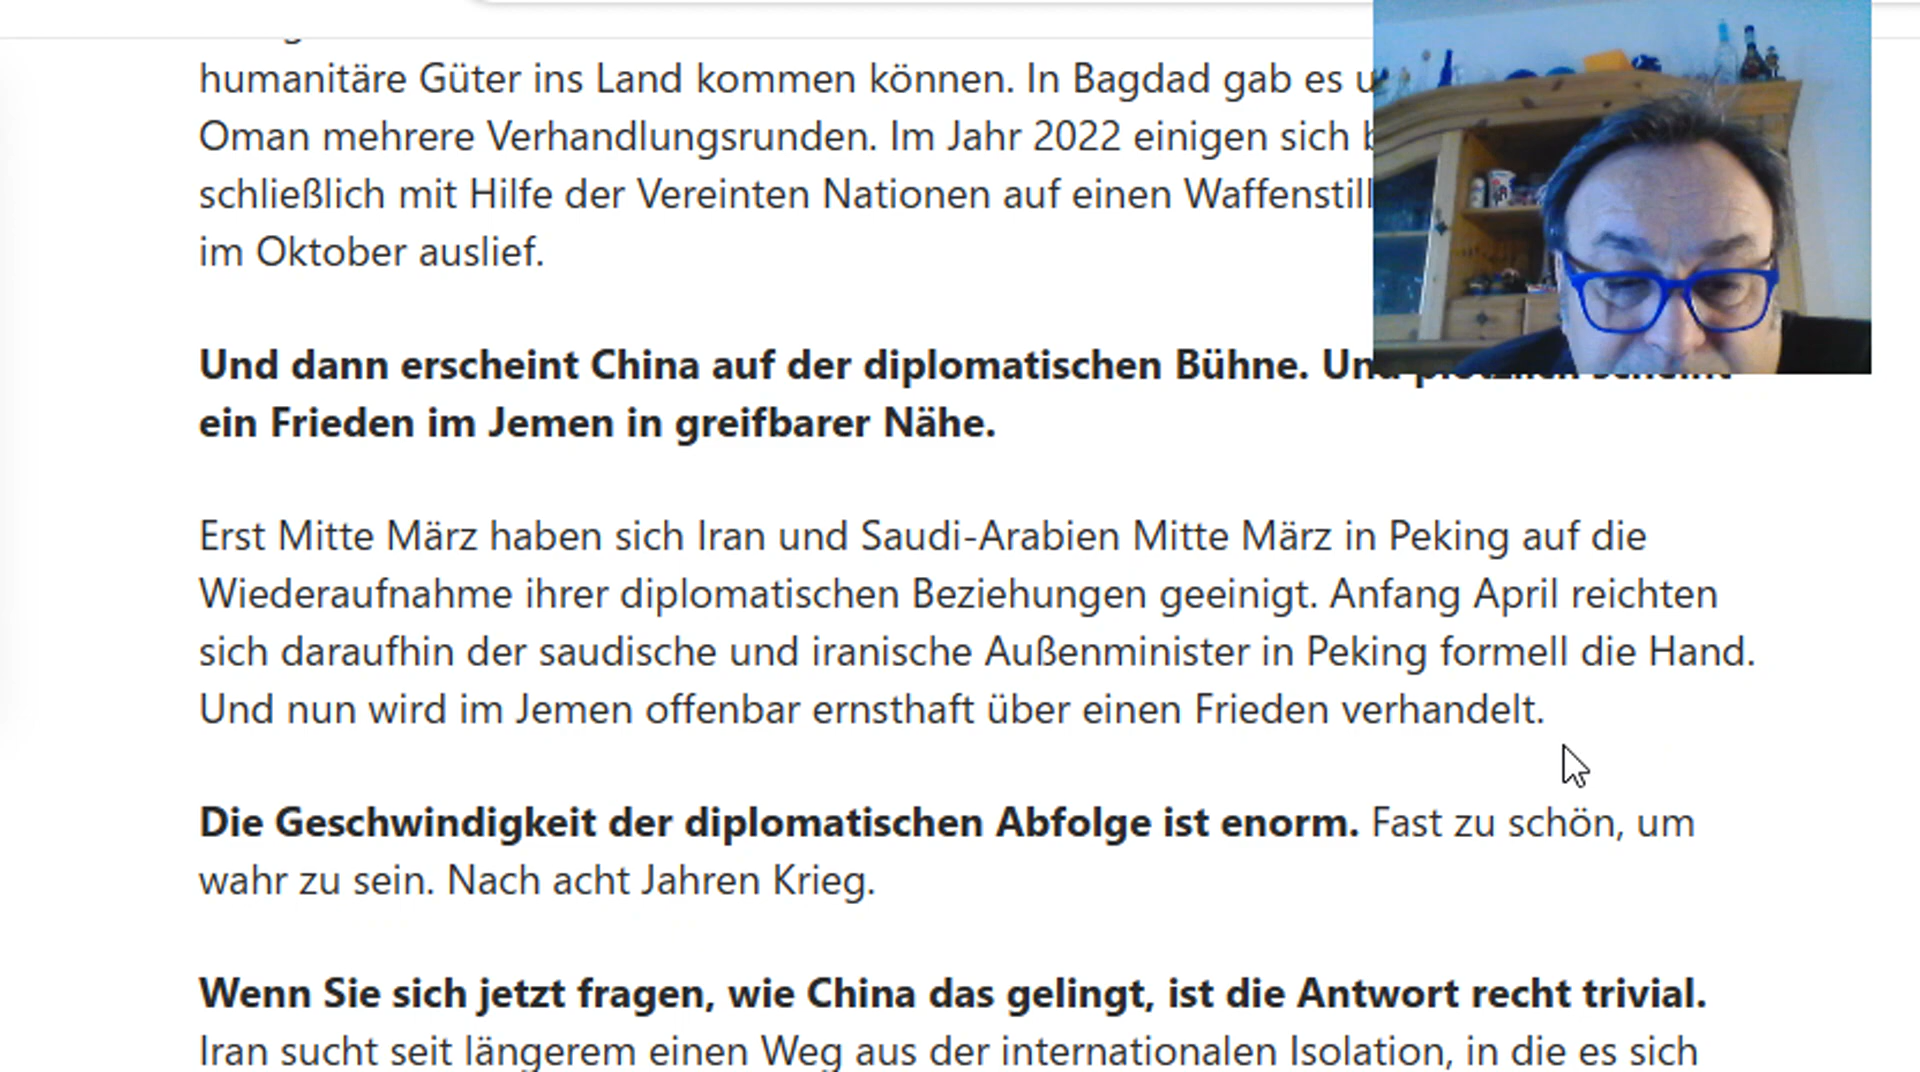 humanitäre Güter ins Land kommen können. In Bagdad gab es
Oman mehrere Verhandlungsrunden. Im Jahr 2022 einigen sich
schließlich mit Hilfe der Vereinten Nationen auf einen
im Oktober auslief.
Und dann erscheint China auf der diplomatischen Bühne. Und plötzlich scheint
ein Frieden im Jemen in greifbarer Nähe.
Erst Mitte März haben sich Iran und Saudi-Arabien Mitte März in Peking auf die
Wiederaufnahme ihrer diplomatischen Beziehungen geeinigt. Anfang April reichten
sich daraufhin der saudische und iranische Außenminister in Peking formell die Hand.
Und nun wird im Jemen offenbar ernsthaft über einen Frieden verhandelt.
Die Geschwindigkeit der diplomatischen Abfolge ist enorm. Fast zu schön, um
wahr zu sein. Nach acht Jahren Krieg.
Wenn Sie sich jetzt fragen, wie China das gelingt, ist die Antwort recht trivial.
Iran sucht seit längerem einen Weg aus der internationalen Isolation, in die es sich